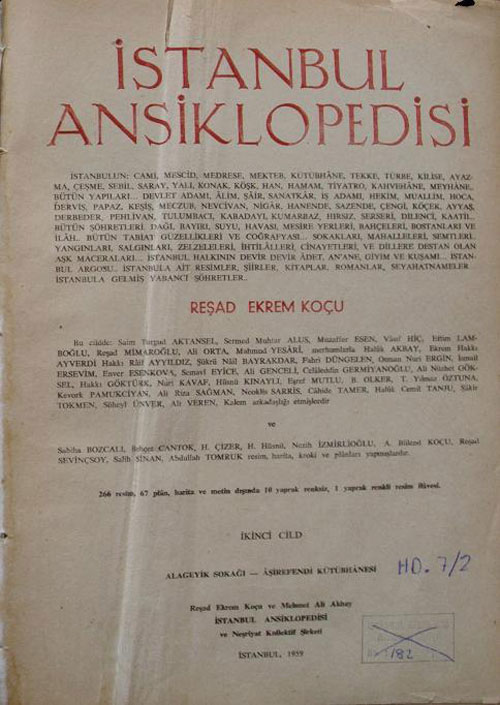 İSTANBUL
ANSİKLOPEDİSİ
İSTANBULUN: CAMİ, MESCİD, MEDRESE, MEKTEB, KÜTÜBHÂNE, TEKKE, TÜRBE, KİLİSE, AYAZ-
MA, ÇEŞME, SEBİL, SARAY, YALI, KONAK, KÖŞK, HAN, HAMAM, TİYATRO, KAHVEHÂNE, MEYHÂNE,
BÜTÜN YAPILARI... DEVLET ADAMI, ÂLİM, ŞÂİR, SANATKÂR, İŞ ADAMI, HEKİM, MUALLİM, HOCA,
DERVİŞ, PAPAZ, KEŞİŞ, MECZUB, NEVCİVAN, NİGÂR, HANENDE, SAZENDE, ÇENGİ, KÖÇEK, AYYAŞ,
DERBEDER, PEHLİVAN, TULUMBACI, KABADAYI KUMARBAZ, HIRSIZ, SERSERİ, DİLENCİ, KAATİL..
BÜTÜN ŞÖHRETLERİ. DAĞI, BAYIRI, SUYU, HAVASI, MESİRE YERLERİ, BAHÇELERİ, BOSTANLARI VE
İLÂH.. BÜTÜN TABİAT GÜZELLİKLERİ VE COĞRAFYASI... SOKAKLARI, MAHALLELERİ, SEMTLERİ..
YANGINLARI, SALGINLARI, ZELZELELERİ, İHTİLÂLLERİ, CİNAYETLERİ, VE DİLLERE DESTAN OLAN
AŞK MACERALARI... İSTANBUL HALKININ DEVİR DEVİR ÂDET, AN'ANE, GİYİM VE KUŞAMI... İSTAN-
BUL ARGOSU.. İSTANBULA AİT RESİMLER, ŞİİRLER, KİTAPLAR, ROMANLAR, SEYAHATNAMELER
İSTANBULA GELMİŞ YABANCI ŞÖHRETLER..
REŞAD EKREM KOÇU
Bu cildde: Saim Turgud AKTANSEL, Sermed Muhtar ALUS, Muzaffer ESEN, Vâsıf HİÇ, Eftim LAM-
BOĞLU, Reşad MİMAROĞLU, Ali ORTA, Mahmud YESÂRİ, merhumlarla Halûk AKBAY, Ekrem Hakkı
AYVERDİ Hakkı Râif AYYILDIZ, Şükrü Nâil BAYRAKDAR, Fahri DÜNGELEN, Osman Nuri ERGİN, İsmail
ERSEVİM, Enver ESENKOVA, Semavi EYİCE, Ali GENCELİ, Celâleddin GERMİYANOĞLU, Ali Nüzhet GÖK-
SEL, Hakkı GÖKTÜRK, Nuri KAVAF, Hüsnü KINAYLI, Eşref MUTLU, B. OLKER, T. Yılmaz ÖZTUNA,
Kevork PAMUKCİYAN, Ali Rıza SAĞMAN, Neoklis SARRİS, Câhide TAMER, Halûk Cemil TANJU, Şâkir
TOKMEN, Süheyl ÜNVER, Ali VEREN, Kalem arkadaşlığı etmişlerdir
ve
Sabiha BOZCALI, Behçet CANTOK, H. ÇİZER, H. Hüsnü, Nezih İZMİRLİOĞLU, A. Bülend KOÇU, Reşad
SEVİNÇSOY, Salih SİNAN, Abdullah TOMRUK resim, harita, kroki ve plânları yapmışlardır.
266 resim, 67 plân, harita ve metin dışında 10 yaprak renksiz, 1 yaprak renkli resim ilâvesi.
İKİNCİ CİLD
ALAGEYİK SOKAĞI — ÂŞİREFENDİ KÜTÜBHÂNESİ
HD. 7/2
Reşad Ekrem Koçu ve Mehmet Ali Akbay
İSTANBUL ANSİKLOPEDİSİ
ve Neşriyat Kollektif Şirketi
İSTANBUL, 1959
182